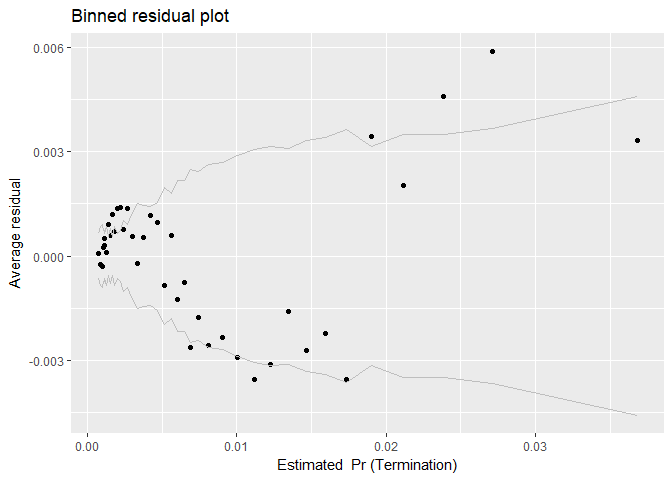 Binned residual plot
0.006
0.003
0.000
-0.003
Average residual
0.00 0.01 0.02 0.03
Estimated  Pr (Termination)